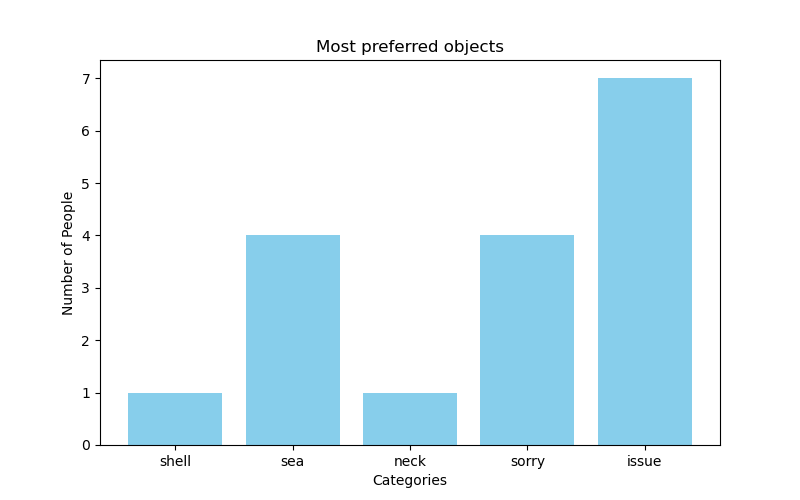 Most preferred objects
Number of People
7
6
5
4
3
2
1
0
shell sea neck sorry issue
Categories